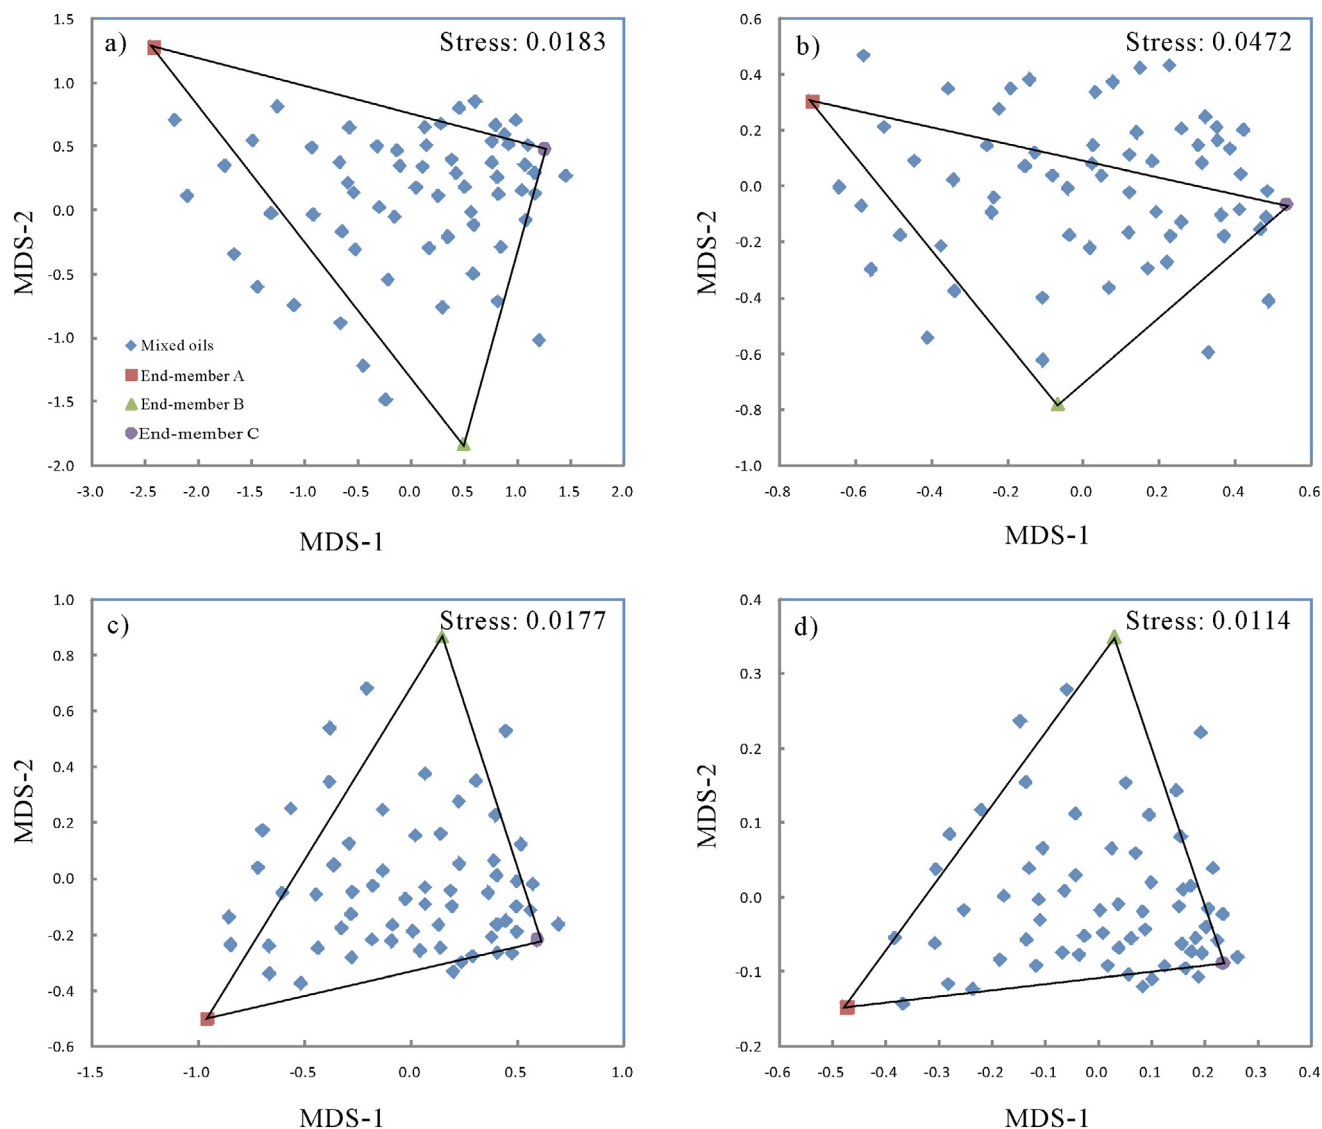 a)
Stress: 0.0183
1.5
1.0
0.5
0.0
-0.5
-1.0
-1.5
-2.0
MDS-2
Mixed oils
End-member A
End-member B
End-member C
-3.0 -2.5 -2.0 -1.5 -1.0 -0.5 0.0 0.5 1.0 1.5 2.0
MDS-1
b)
Stress: 0.0472
0.6
0.4
0.2
0.0
-0.2
-0.4
-0.6
-0.8
-1.0
MDS-2
-0.8 -0.6 -0.4 -0.2 0.0 0.2 0.4 0.6
MDS-1
c)
Stress: 0.0177
1.0
0.8
0.6
0.4
0.2
0.0
-0.2
-0.4
-0.6
MDS-2
-1.5 -1.0 -0.5 0.0 0.5 1.0
MDS-1
d)
Stress: 0.0114
0.4
0.3
0.2
0.1
0.0
-0.1
-0.2
MDS-2
-0.6 -0.5 -0.4 -0.3 -0.2 -0.1 0.0 0.1 0.2 0.3 0.4
MDS-1